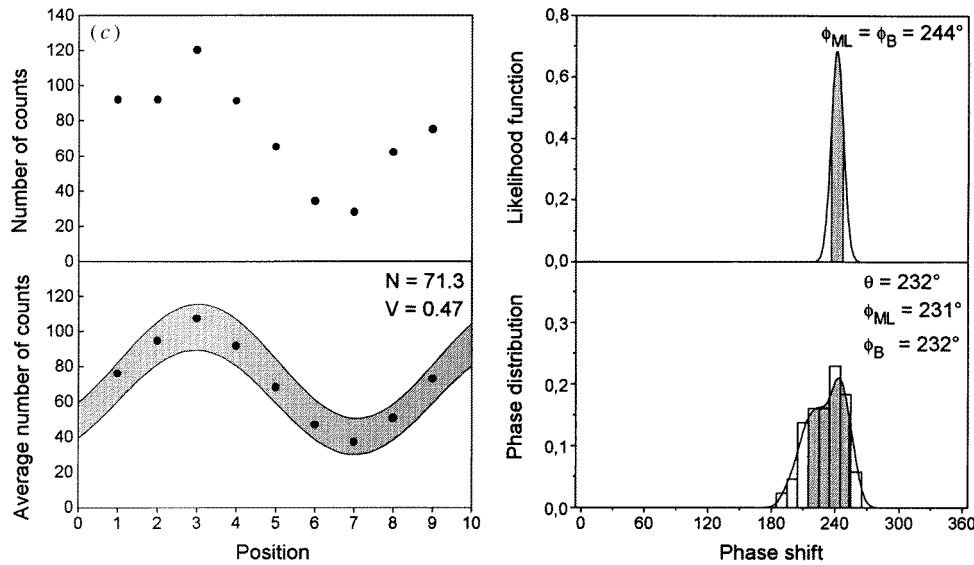 (c)
Number of counts
140
120
100
80
60
40
20
0
Average number of counts
N = 71.3
V = 0.47
120
100
80
60
40
20
0
0 1 2 3 4 5 6 7 8 9 10
Position
Likelihood function
0,8
0,6
0,4
0,2
0,0
ϕML = ϕB = 244°
Phase distribution
0,3
0,2
0,1
0,0
θ = 232°
ϕML = 231°
ϕB = 232°
0 60 120 180 240 300 360
Phase shift